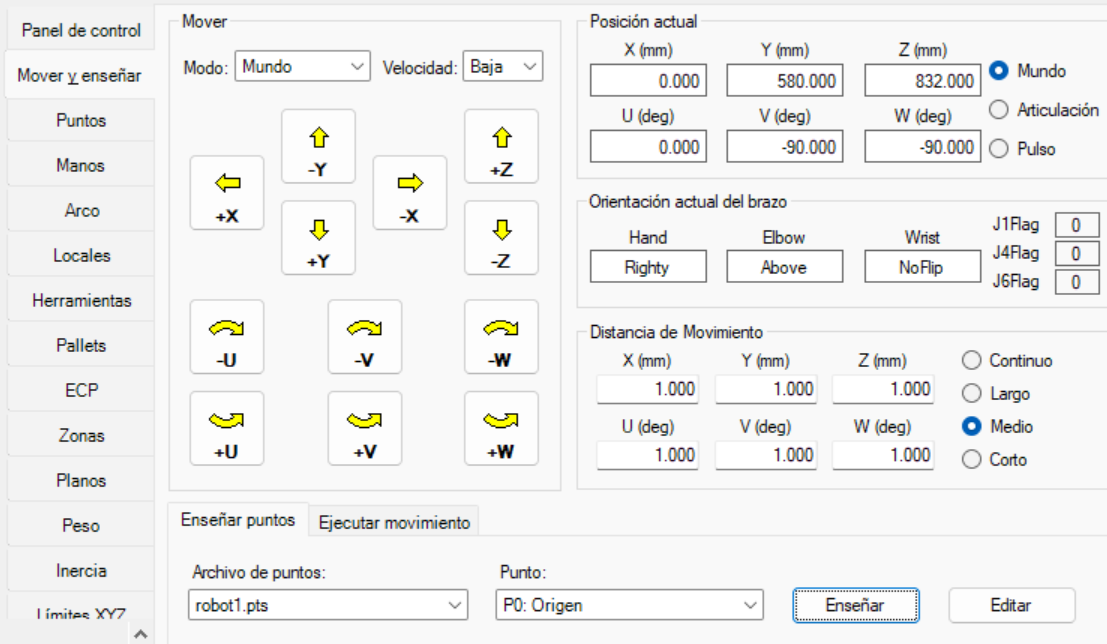 Panel de control
Mover y enseñar
Puntos
Manos
Arco
Locales
Herramientas
Pallets
ECP
Zonas
Planos
Peso
Inercia
Límites XYZ
Mover
Modo: Mundo Velocidad: Baja
-Y +Z
+X -X
+Y -Z
-U -V -W
+U +V +W
Posición actual
X (mm) Y (mm) Z (mm)
0.000 580.000 832.000 Mundo
Articulación
U (deg) V (deg) W (deg)
0.000 -90.000 -90.000 Pulso
Orientación actual del brazo
Hand Elbow Wrist J1Flag 0
Righty Above NoFlip J4Flag 0
J6Flag 0
Distancia de Movimiento
X (mm) Y (mm) Z (mm) Continuo
1.000 1.000 1.000 Largo
U (deg) V (deg) W (deg) Medio
1.000 1.000 1.000 Corto
Enseñar puntos Ejecutar movimiento
Archivo de puntos: Punto:
robot1.pts P0: Origen Enseñar Editar